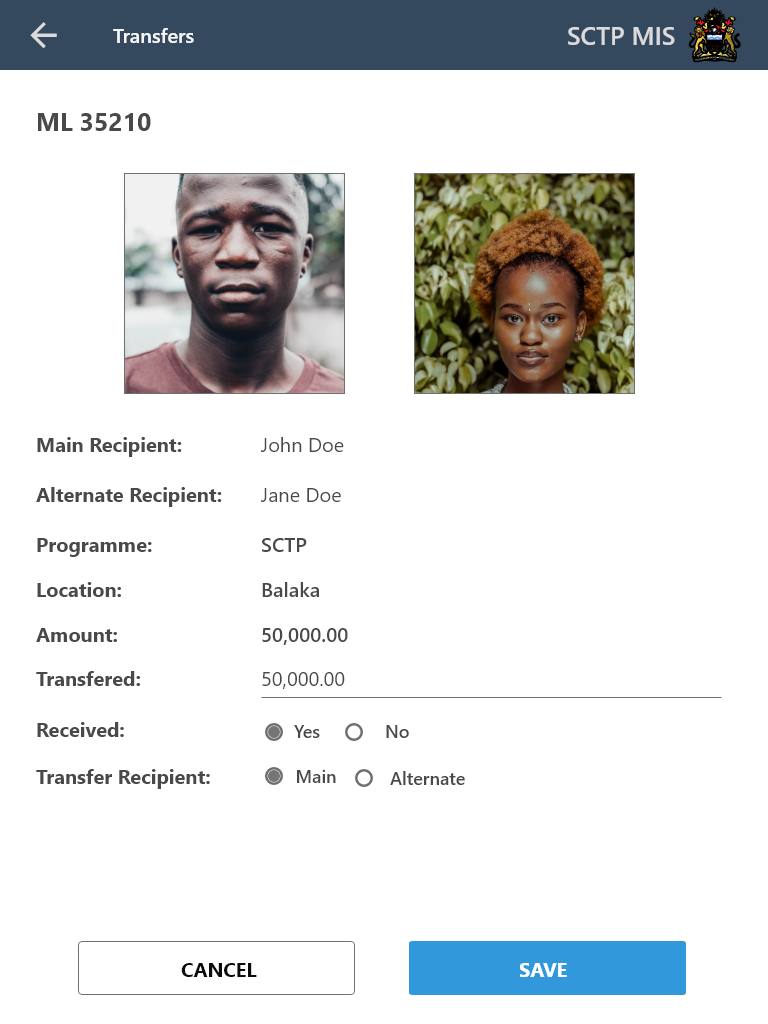 Transfers
SCTP MIS
ML 35210
Main Recipient: John Doe
Alternate Recipient: Jane Doe
Programme: SCTP
Location: Balaka
Amount: 50,000.00
Transfered: 50,000.00
Received: Yes No
Transfer Recipient: Main Alternate
CANCEL SAVE